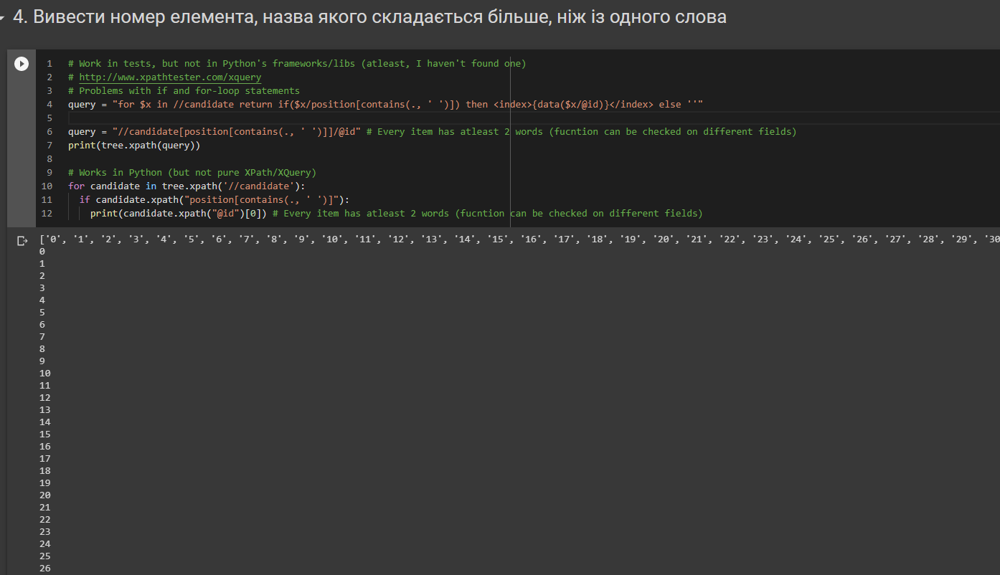 4. Вивести номер елемента, назва якого складається більше, ніж із одного слова
1 # Work in tests, but not in Python's frameworks/libs (atleast, I haven't found one)
2 # http://www.xpathtester.com/xquery
3 # Problems with if and for-loop statements
4 query = "for $x in //candidate return if($x/position[contains(., ' ')]) then <index>{data($x/@id)}</index> else ''"
5
6 query = "//candidate[position[contains(., ' ')]]/@id" # Every item has atleast 2 words (fucntion can be checked on different fields)
7 print(tree.xpath(query))
8
9 # Works in Python (but not pure XPath/XQuery)
10 for candidate in tree.xpath('//candidate'):
11   if candidate.xpath("position[contains(., ' ')]"):
12     print(candidate.xpath("@id")[0]) # Every item has atleast 2 words (fucntion can be checked on different fields)
['0', '1', '2', '3', '4', '5', '6', '7', '8', '9', '10', '11', '12', '13', '14', '15', '16', '17', '18', '19', '20', '21', '22', '23', '24', '25', '26', '27', '28', '29', '30
0
1
2
3
4
5
6
7
8
9
10
11
12
13
14
15
16
17
18
19
20
21
22
23
24
25
26